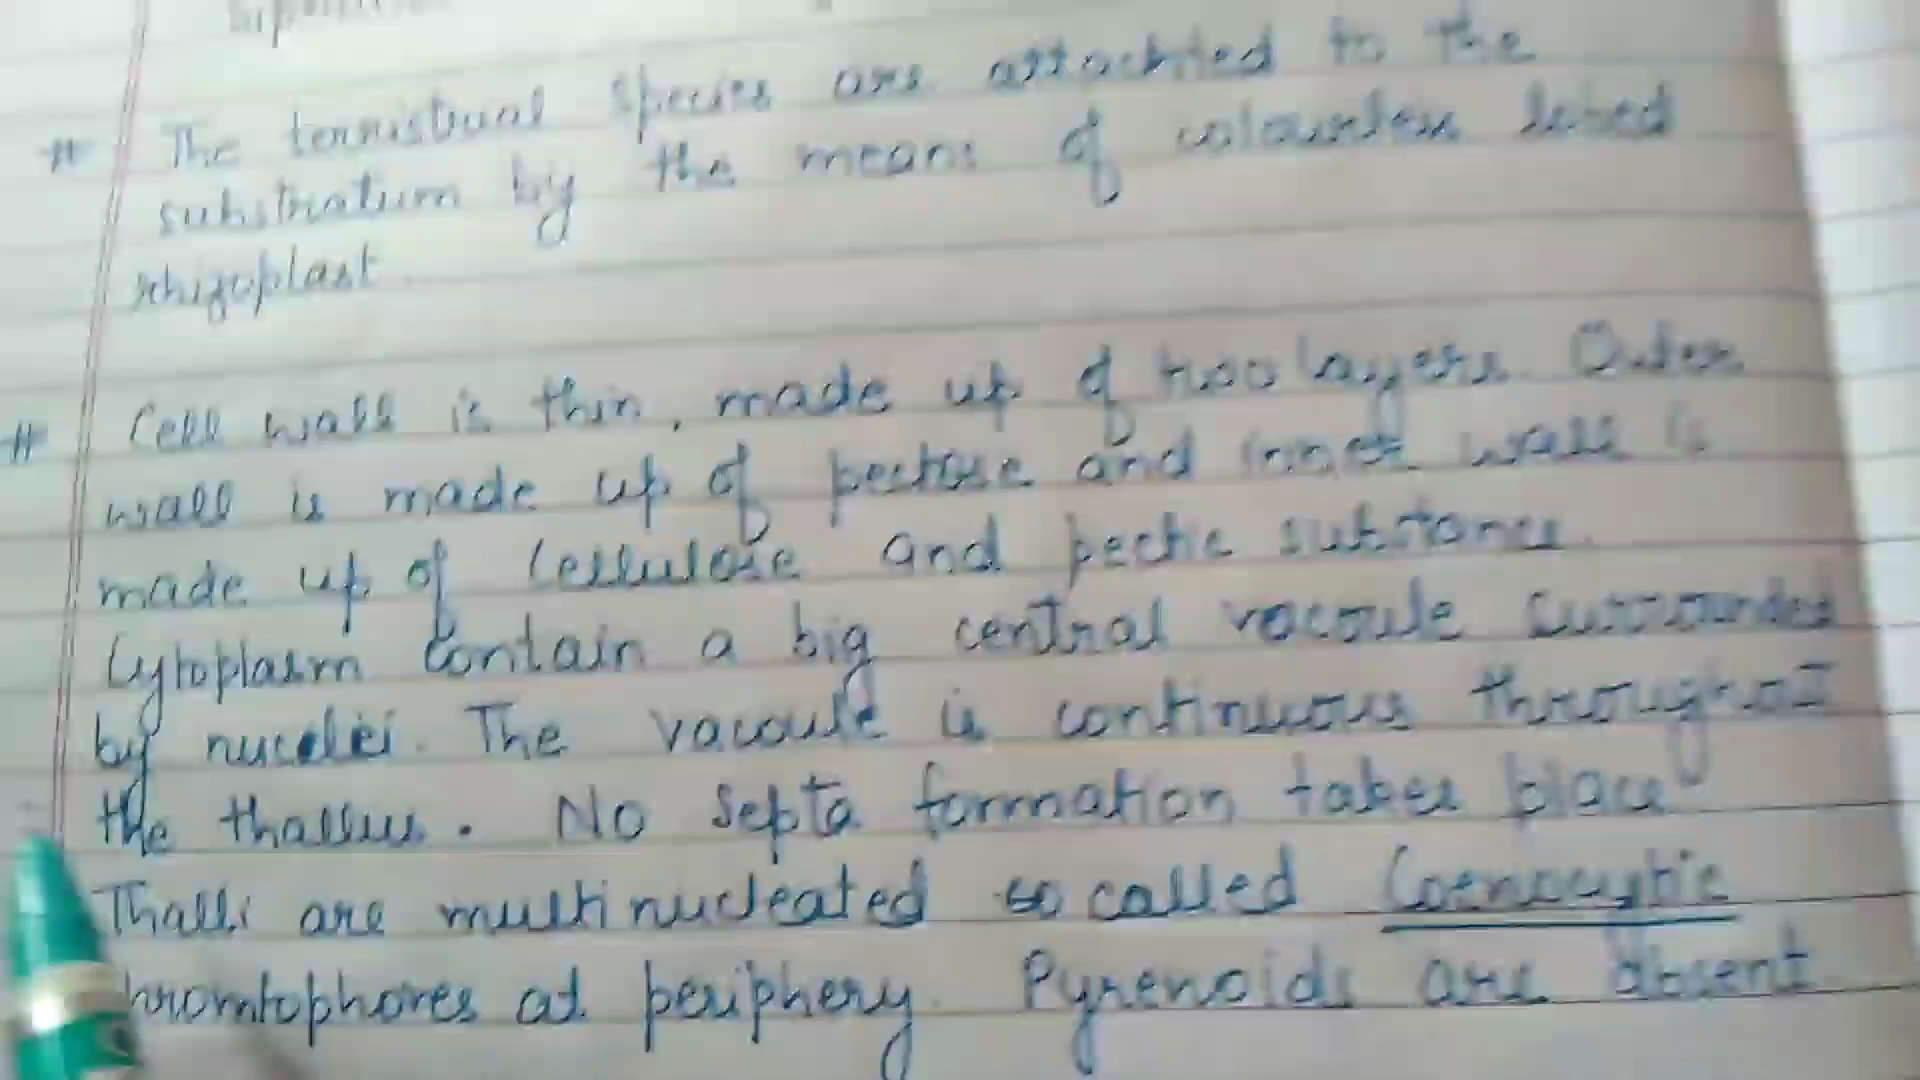 # The terristrual species are attachted to the
substratum by the means of colourless lobed
rhizoplast.
# Cell wall is thin, made up of two layers. Outer
wall is made up of pectose and inner wall is
made up of cellulose and pectic substance.
Cytoplasm contain a big central vacoule surrounded
by nuclei. The vacoule is continuous throughout
the thallus. No septa formation takes place
Thalli are multinucleated so called Coenocytic
hromtophores at periphery. Pyrenoids are absent